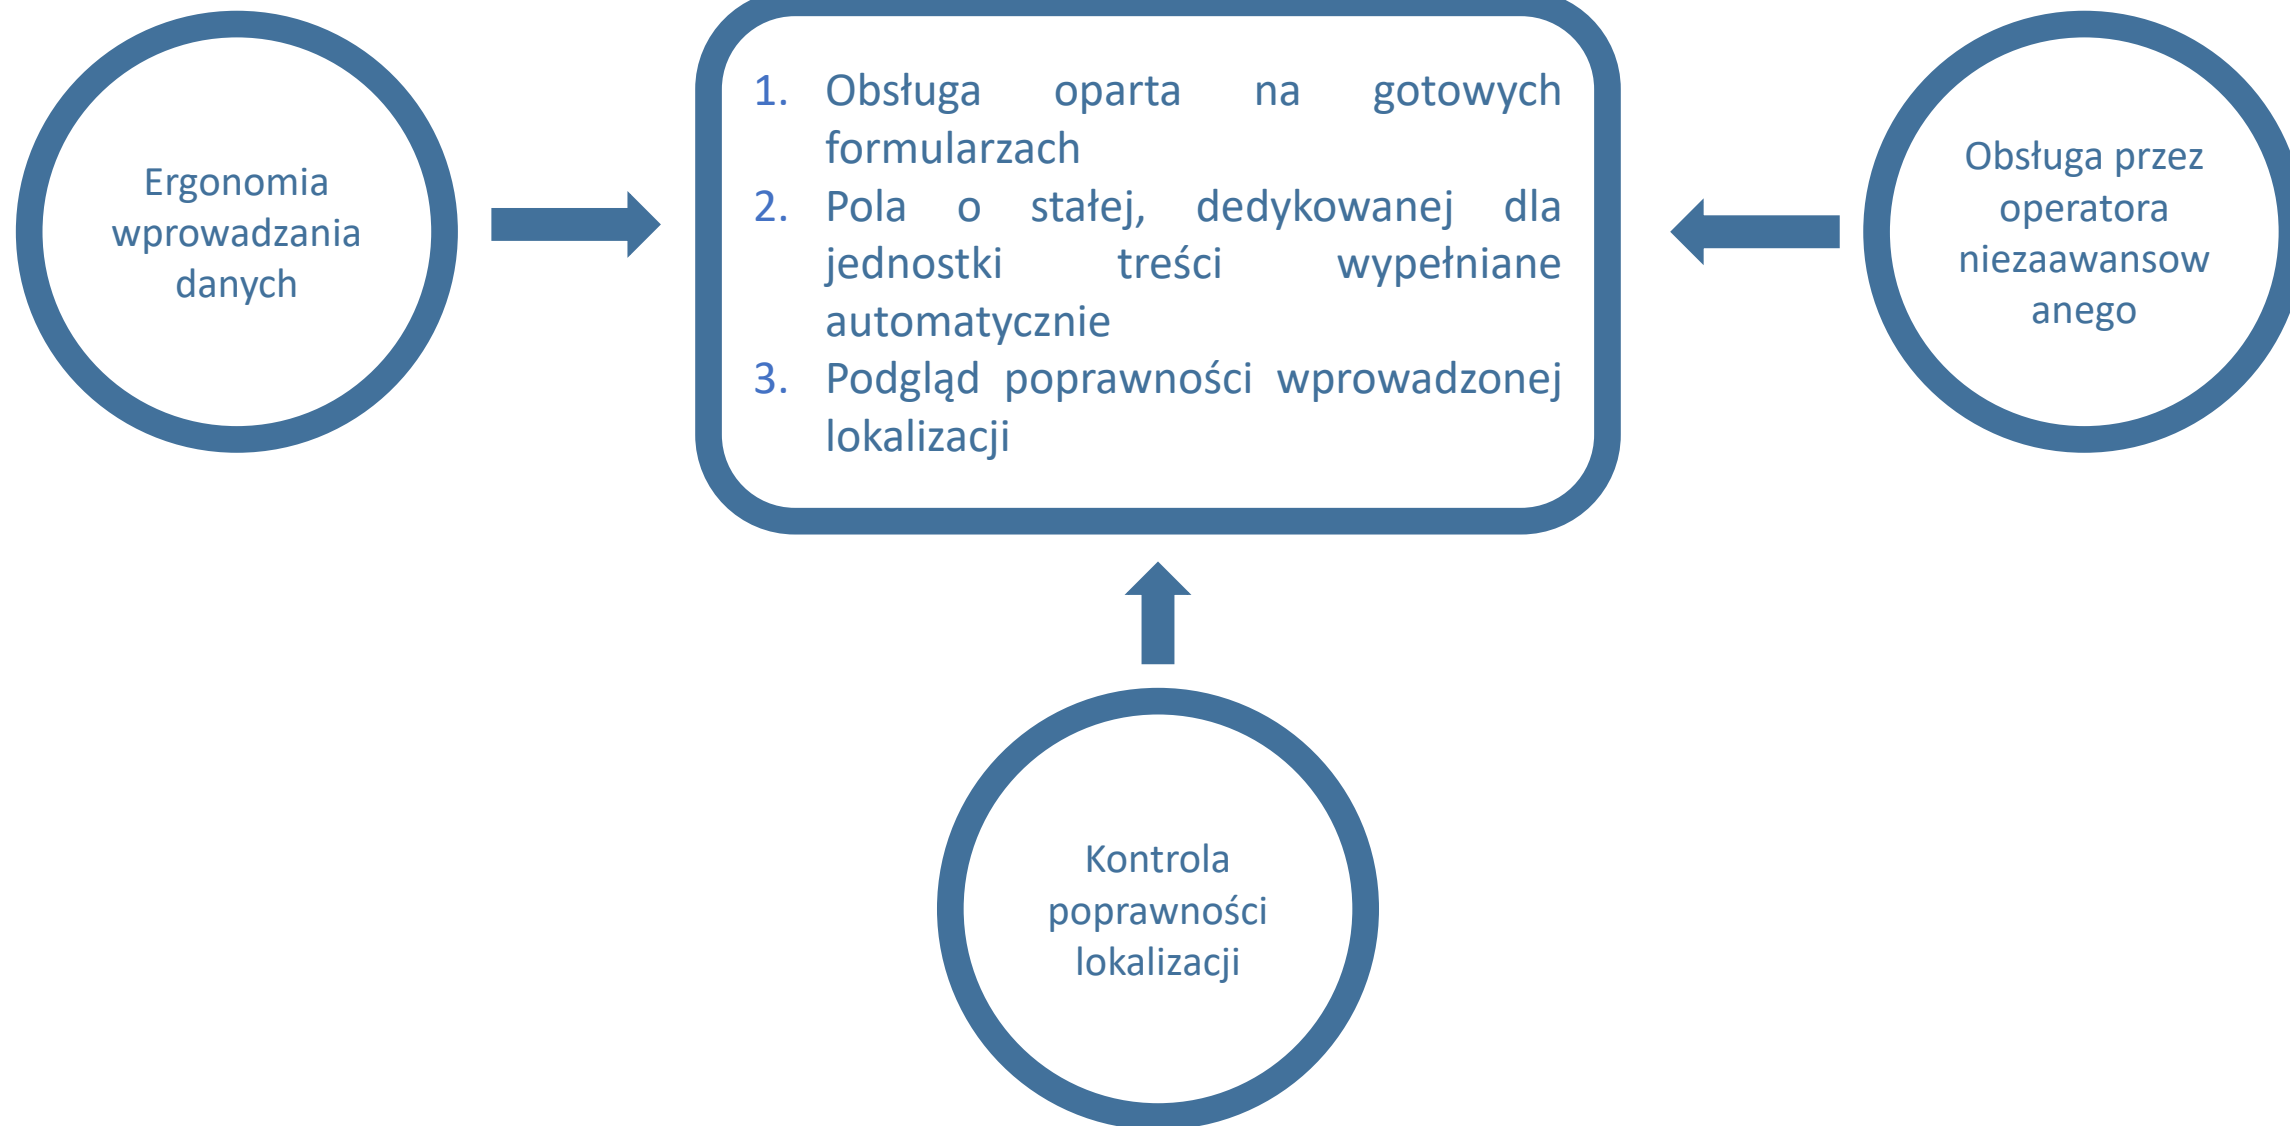 Ergonomia
wprowadzania
danych
1. Obsługa oparta na gotowych
formularzach
2. Pola o stałej, dedykowanej dla
jednostki treści wypełniane
automatycznie
3. Podgląd poprawności wprowadzonej
lokalizacji
Obsługa przez
operatora
niezaawansow
anego
Kontrola
poprawności
lokalizacji